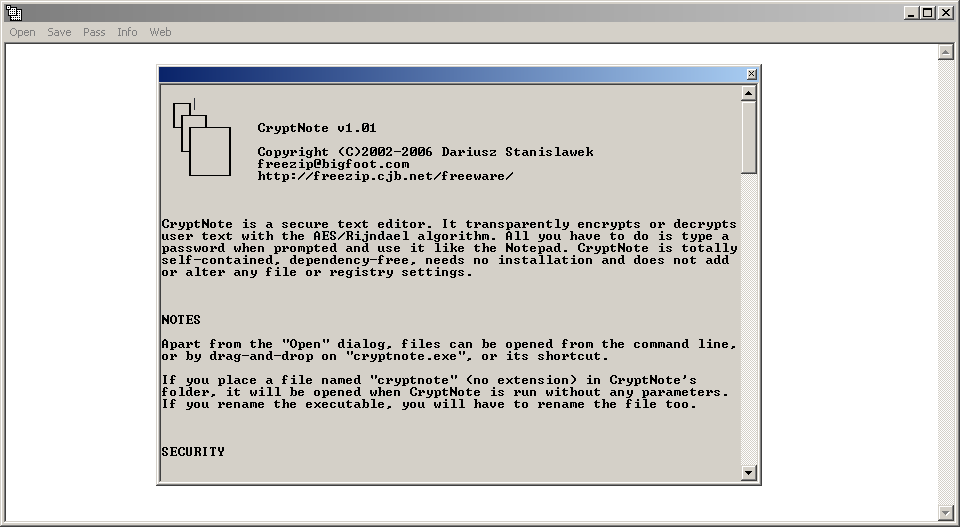 Open Save Pass Info Web
CryptNote v1.01
Copyright (C)2002-2006 Dariusz Stanislawek
freezip@bigfoot.com
http://freezip.cjb.net/freeware/
CryptNote is a secure text editor. It transparently encrypts or decrypts
user text with the AES/Rijndael algorithm. All you have to do is type a
password when prompted and use it like the Notepad. CryptNote is totally
self-contained, dependency-free, needs no installation and does not add
or alter any file or registry settings.
NOTES
Apart from the "Open" dialog, files can be opened from the command line,
or by drag-and-drop on "cryptnote.exe", or its shortcut.
If you place a file named "cryptnote" (no extension) in CryptNote's
folder, it will be opened when CryptNote is run without any parameters.
If you rename the executable, you will have to rename the file too.
SECURITY